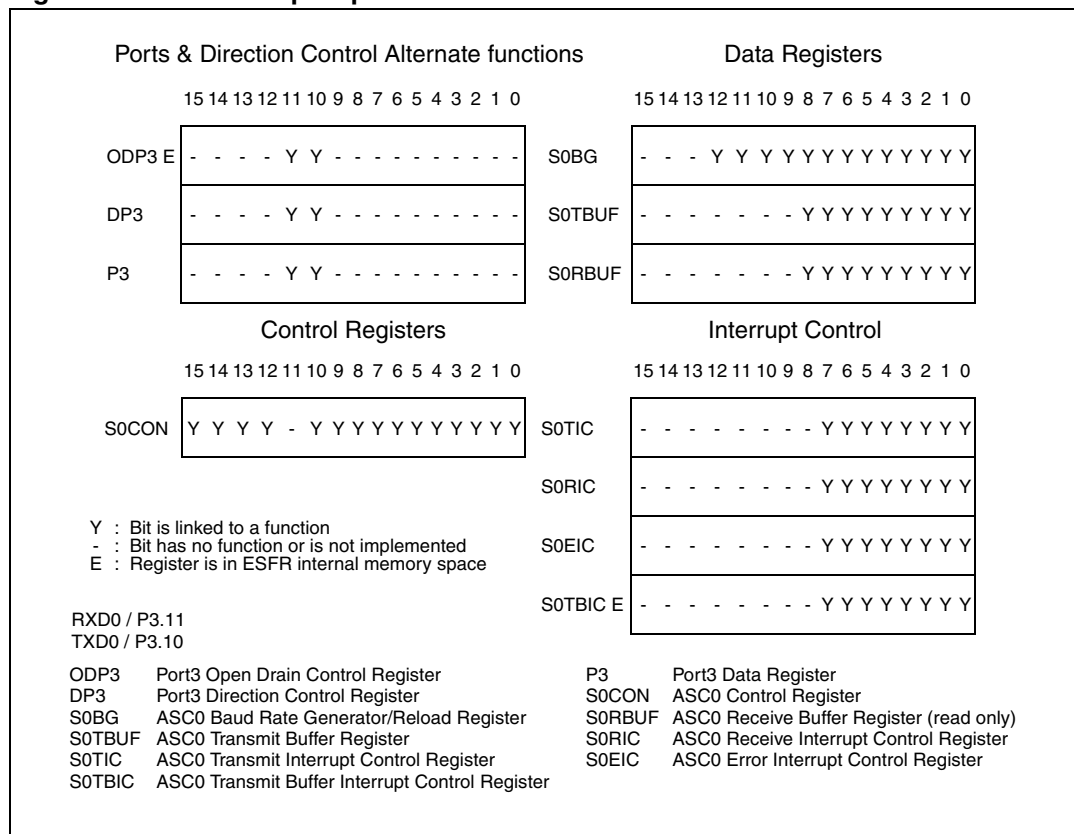 Ports & Direction Control Alternate functions
15 14 13 12 11 10 9 8 7 6 5 4 3 2 1 0
ODP3 E - - - - Y Y - - - - - - - - - -
DP3 - - - - Y Y - - - - - - - - - -
P3 - - - - Y Y - - - - - - - - - -
Data Registers
15 14 13 12 11 10 9 8 7 6 5 4 3 2 1 0
S0BG - - - Y Y Y Y Y Y Y Y Y Y Y Y Y
S0TBUF - - - - - - - Y Y Y Y Y Y Y Y Y
S0RBUF - - - - - - - Y Y Y Y Y Y Y Y Y
Control Registers
15 14 13 12 11 10 9 8 7 6 5 4 3 2 1 0
S0CON Y Y Y Y - Y Y Y Y Y Y Y Y Y Y Y
Interrupt Control
15 14 13 12 11 10 9 8 7 6 5 4 3 2 1 0
S0TIC - - - - - - - - Y Y Y Y Y Y Y Y
S0RIC - - - - - - - - Y Y Y Y Y Y Y Y
S0EIC - - - - - - - - Y Y Y Y Y Y Y Y
S0TBIC E - - - - - - - - Y Y Y Y Y Y Y Y
Y : Bit is linked to a function
- : Bit has no function or is not implemented
E : Register is in ESFR internal memory space
RXD0 / P3.11
TXD0 / P3.10
ODP3 Port3 Open Drain Control Register
DP3 Port3 Direction Control Register
S0BG ASC0 Baud Rate Generator/Reload Register
S0TBUF ASC0 Transmit Buffer Register
S0TIC ASC0 Transmit Interrupt Control Register
S0TBIC ASC0 Transmit Buffer Interrupt Control Register
P3 Port3 Data Register
S0CON ASC0 Control Register
S0RBUF ASC0 Receive Buffer Register (read only)
S0RIC ASC0 Receive Interrupt Control Register
S0EIC ASC0 Error Interrupt Control Register